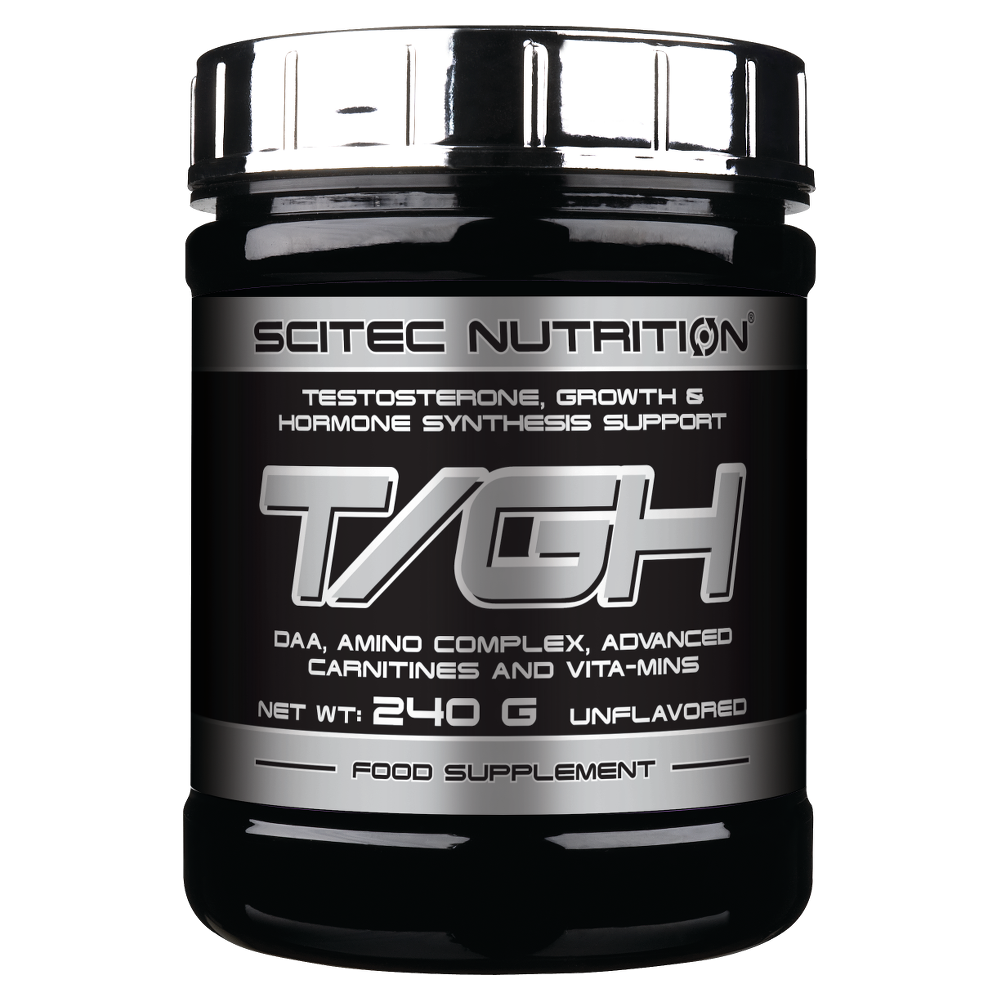 SCITEC NUTRITION®
TESTOSTERONE, GROWTH &
HORMONE SYNTHESIS SUPPORT
T/GH
DAA, AMINO COMPLEX, ADVANCED
CARNITINES AND VITA-MINS
NET WT: 240 G UNFLAVORED
FOOD SUPPLEMENT